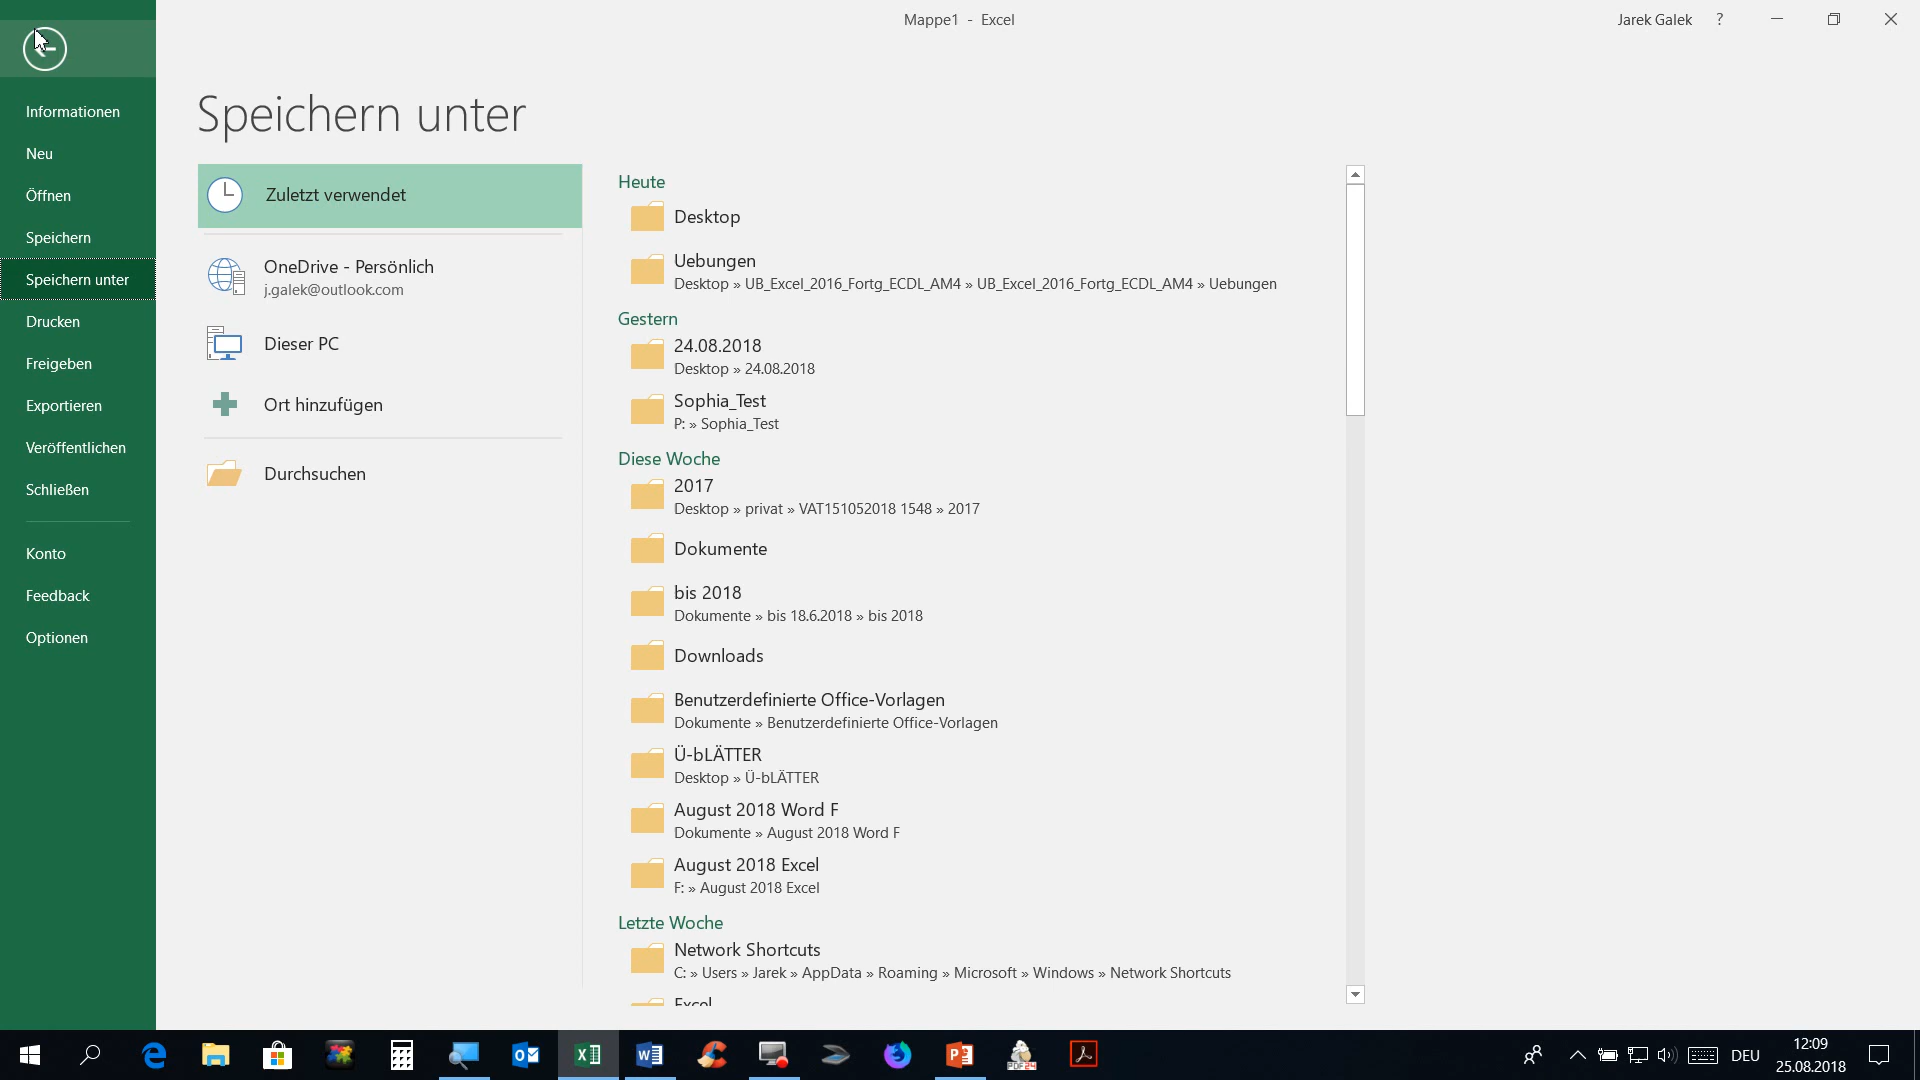 Mappe1 - Excel
Jarek Galek ?
Informationen
Neu
Öffnen
Speichern
Speichern unter
Drucken
Freigeben
Exportieren
Veröffentlichen
Schließen
Konto
Feedback
Optionen
Speichern unter
Zuletzt verwendet
OneDrive - Persönlich
j.galek@outlook.com
Dieser PC
Ort hinzufügen
Durchsuchen
Heute
Desktop
Uebungen
Desktop » UB_Excel_2016_Fortg_ECDL_AM4 » UB_Excel_2016_Fortg_ECDL_AM4 » Uebungen
Gestern
24.08.2018
Desktop » 24.08.2018
Sophia_Test
P: » Sophia_Test
Diese Woche
2017
Desktop » privat » VAT151052018 1548 » 2017
Dokumente
bis 2018
Dokumente » bis 18.6.2018 » bis 2018
Downloads
Benutzerdefinierte Office-Vorlagen
Dokumente » Benutzerdefinierte Office-Vorlagen
Ü-bLÄTTER
Desktop » Ü-bLÄTTER
August 2018 Word F
Dokumente » August 2018 Word F
August 2018 Excel
F: » August 2018 Excel
Letzte Woche
Network Shortcuts
C: » Users » Jarek » AppData » Roaming » Microsoft » Windows » Network Shortcuts
Excel
PDF24
DEU
12:09
25.08.2018